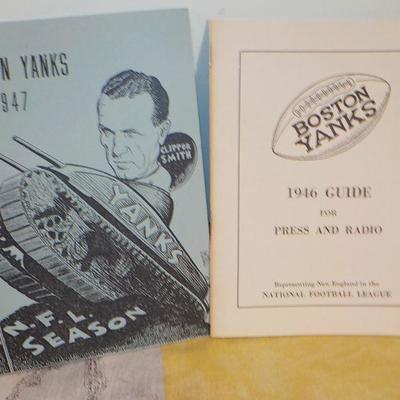 N YANKS
947
CLIPPER
SMITH
YANKS
N.F.L.
SEASON
BOSTON
YANKS
1946 GUIDE
FOR
PRESS AND RADIO
Representing New England in the
NATIONAL FOOTBALL LEAGUE